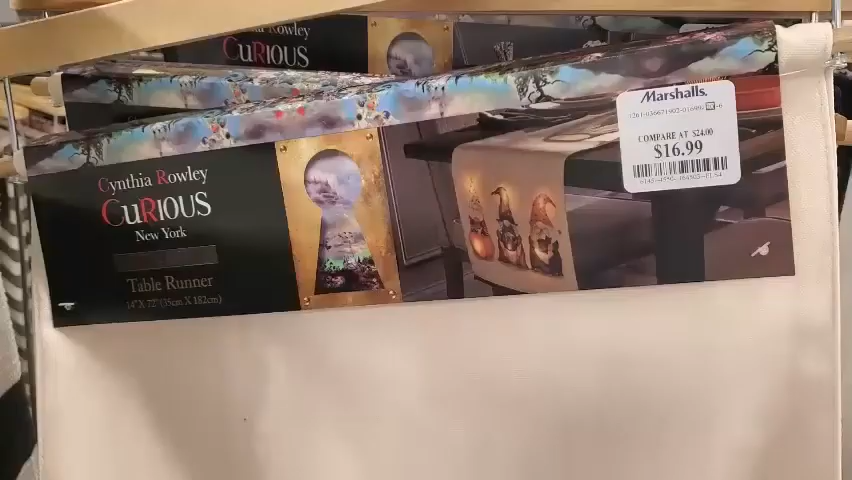 Rowley
CuRIOUS
Cynthia Rowley
CuRIOUS
New York
Table Runner
14"X 72"(35cm X 182cm)
Marshalls.
COMPARE AT $24.00
$16.99